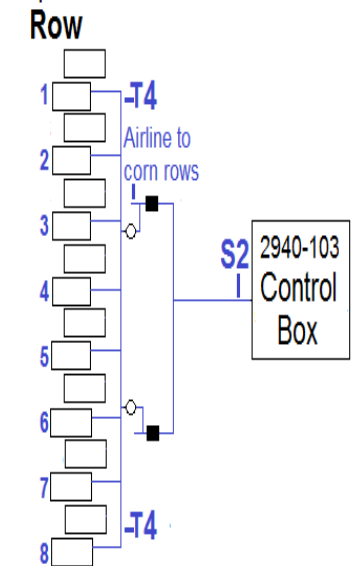 Row
1
-T4
Airline to
corn rows
2
3
S2
2940-103
Control
Box
4
5
6
7
-T4
8